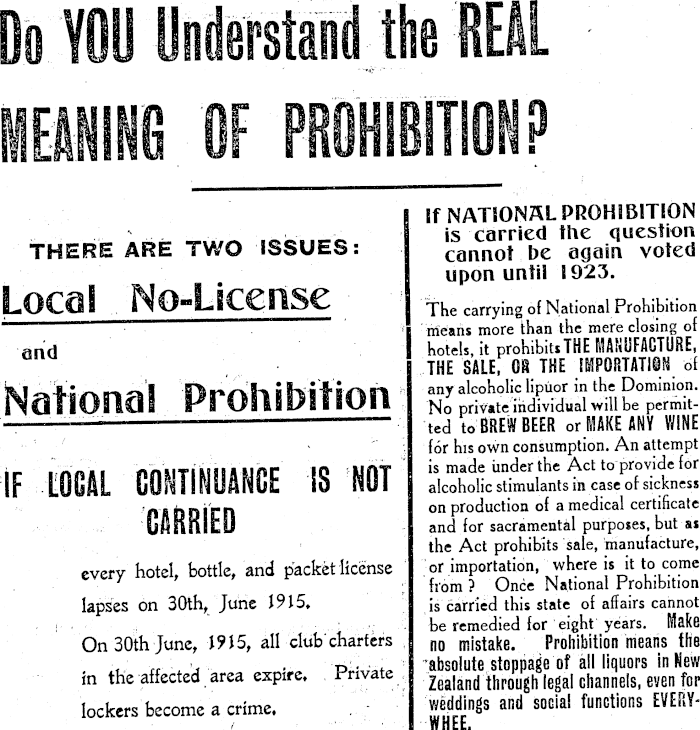 Do YOU Understand the REAL
MEANING OF PROHIBITION?
THERE ARE TWO ISSUES:
Local No-License
and
National Prohibition
IF LOCAL CONTINUANCE IS NOT
CARRIED
every hotel, bottle, and packet license
lapses on 30th, June 1915.
On 30th June, 1915, all club charters
in the affected area expire. Private
lockers become a crime.
If NATIONAL PROHIBITION
is carried the question
cannot be again voted
upon until 1923.
The carrying of National Prohibition
means more than the mere closing of
hotels, it prohibits THE MANUFACTURE,
THE SALE, OR THE IMPORTATION of
any alcoholic lipuor in the Dominion.
No private individual will be permit-
ted to BREW BEER or MAKE ANY WINE
for his own consumption. An attempt
is made under the Act to provide for
alcoholic stimulants in case of sickness
on production of a medical certificate
and for sacramental purposes, but as
the Act prohibits sale, manufacture,
or importation, where is it to come
from? Once National Prohibition
is carried this state of affairs cannot
be remedied for eight years. Make
no mistake. Prohibition means the
absolute stoppage of all liquors in New
Zealand through legal channels, even for
weddings and social functions EVERY-
WHEE.